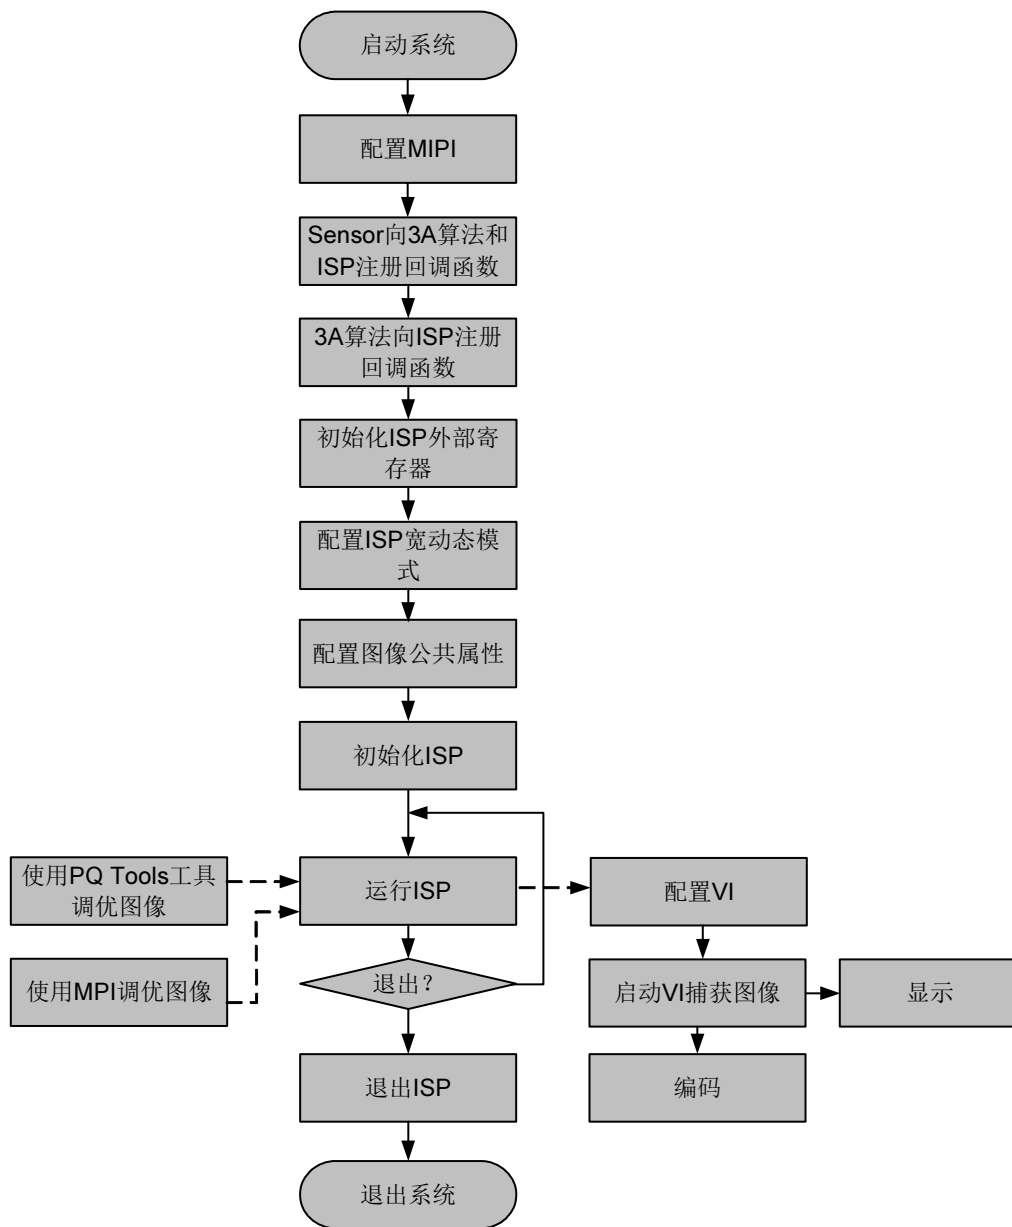 启动系统
配置MIPI
Sensor向3A算法和
ISP注册回调函数
3A算法向ISP注册
回调函数
初始化ISP外部寄
存器
配置ISP宽动态模
式
配置图像公共属性
初始化ISP
使用PQ Tools工具
调优图像
运行ISP
配置VI
使用MPI调优图像
退出？
启动VI捕获图像
显示
退出ISP
编码
退出系统